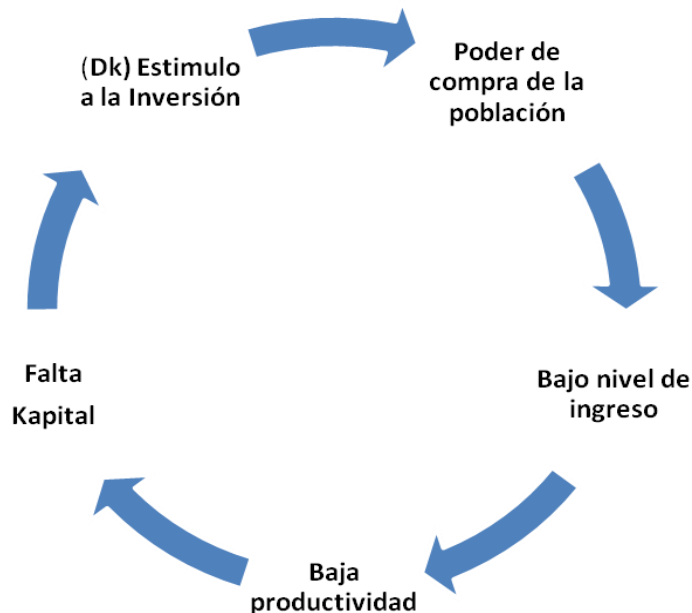 (Dk) Estimulo
a la Inversión
Poder de
compra de la
población
Bajo nivel de
ingreso
Baja
productividad
Falta
Kapital